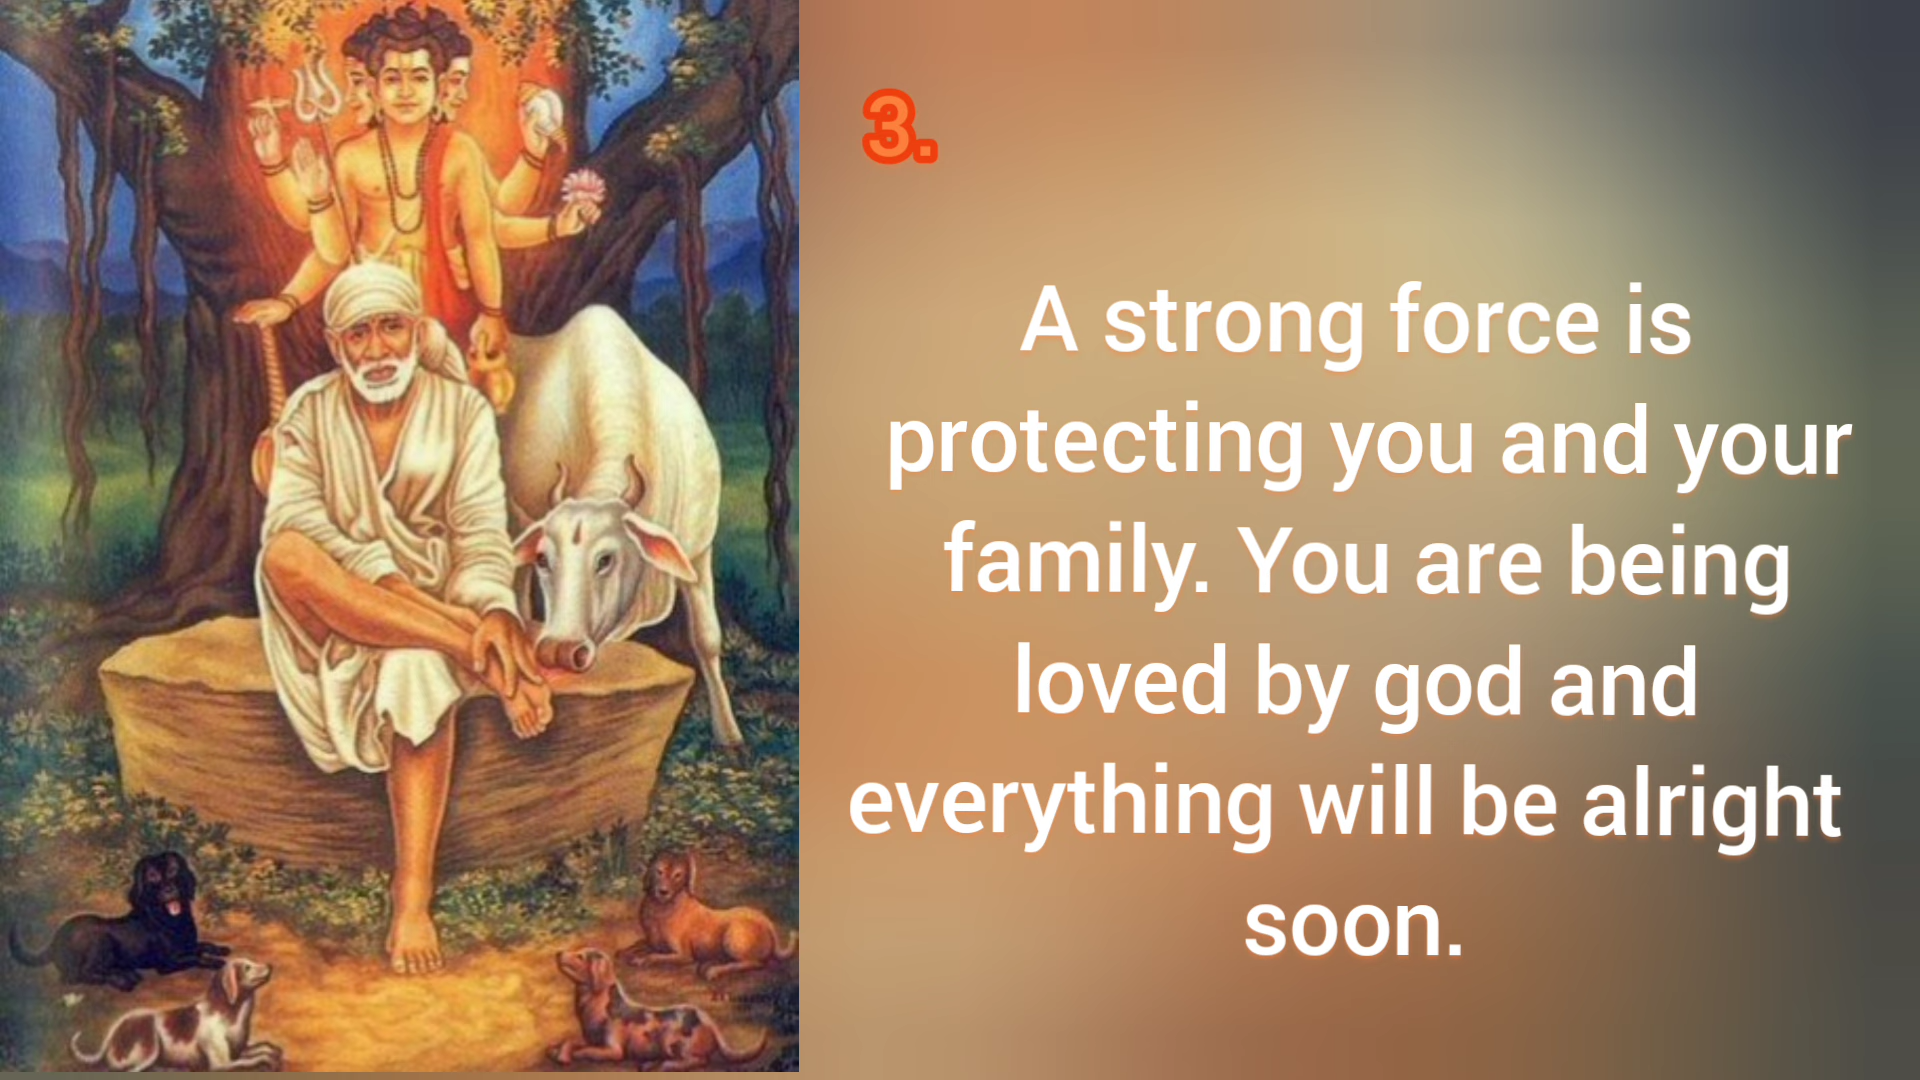 3.
A strong force is
protecting you and your
family. You are being
loved by god and
everything will be alright
soon.